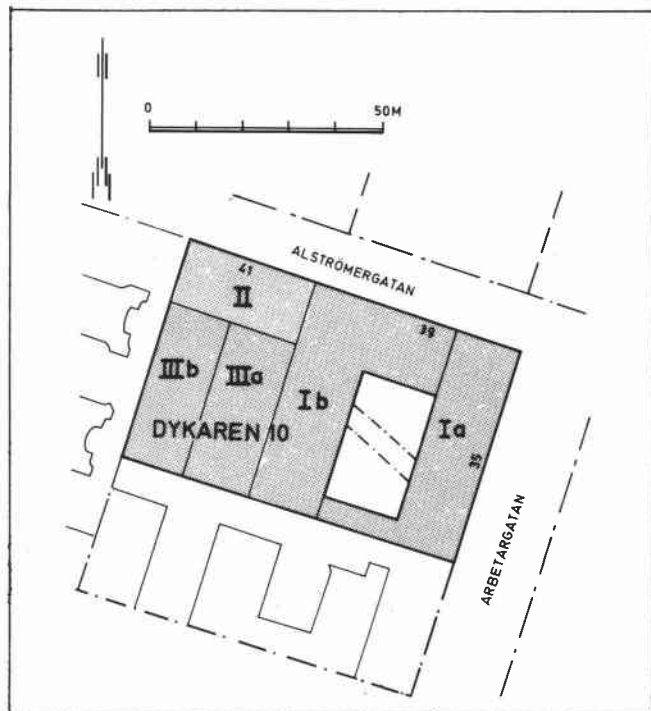 0 50M
ALSTRÖMERGATAN
41
II
39
IIIb
IIIa
Ib
Ia
DYKAREN 10
35
ARBETARGATAN